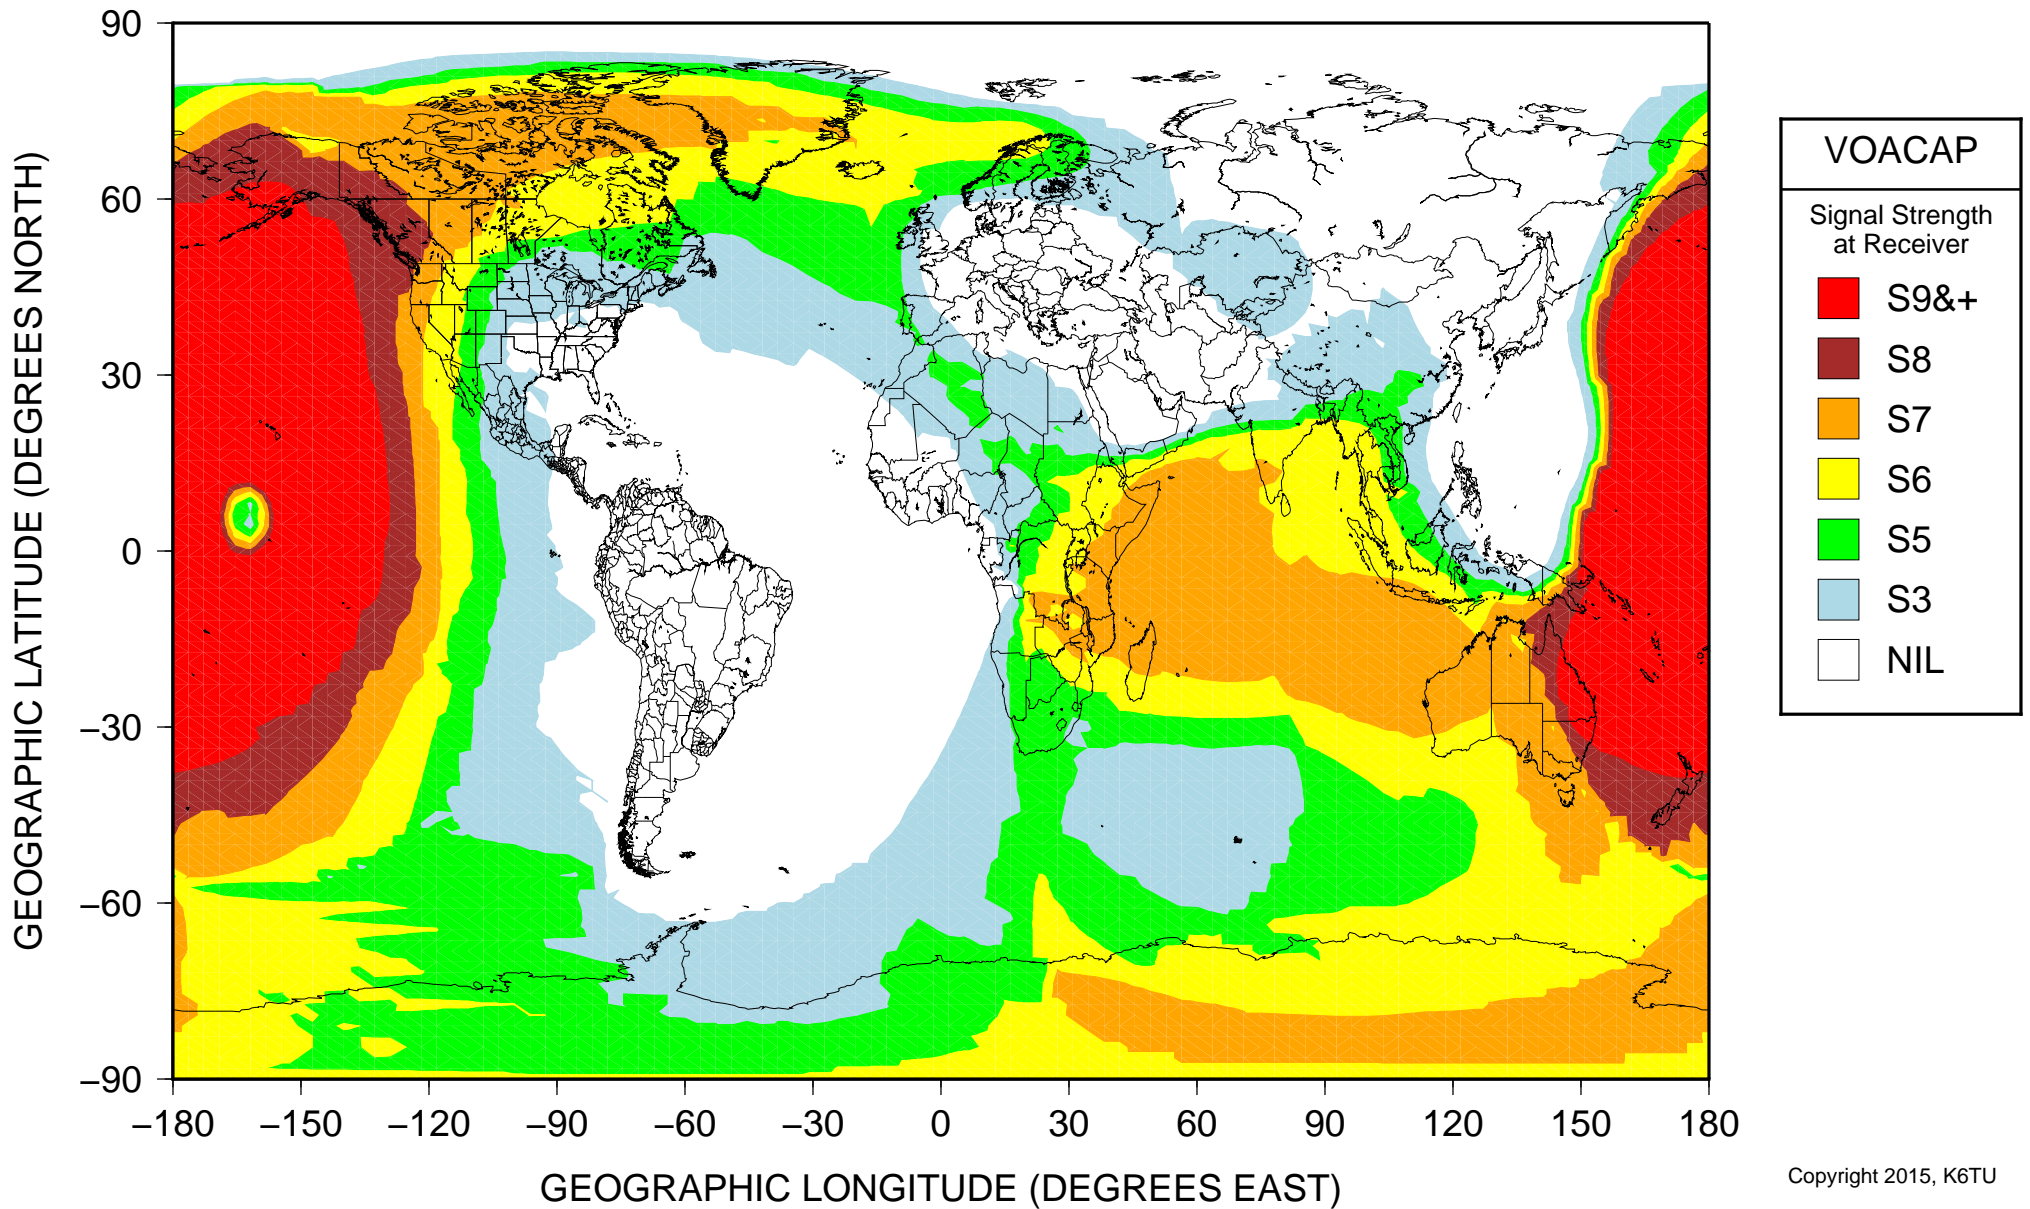 90
60
30
0
−30
−60
−90
GEOGRAPHIC LATITUDE (DEGREES NORTH)
−180 −150 −120 −90 −60 −30 0 30 60 90 120 150 180
GEOGRAPHIC LONGITUDE (DEGREES EAST)
VOACAP
Signal Strength
at Receiver
S9&+
S8
S7
S6
S5
S3
NIL
Copyright 2015, K6TU